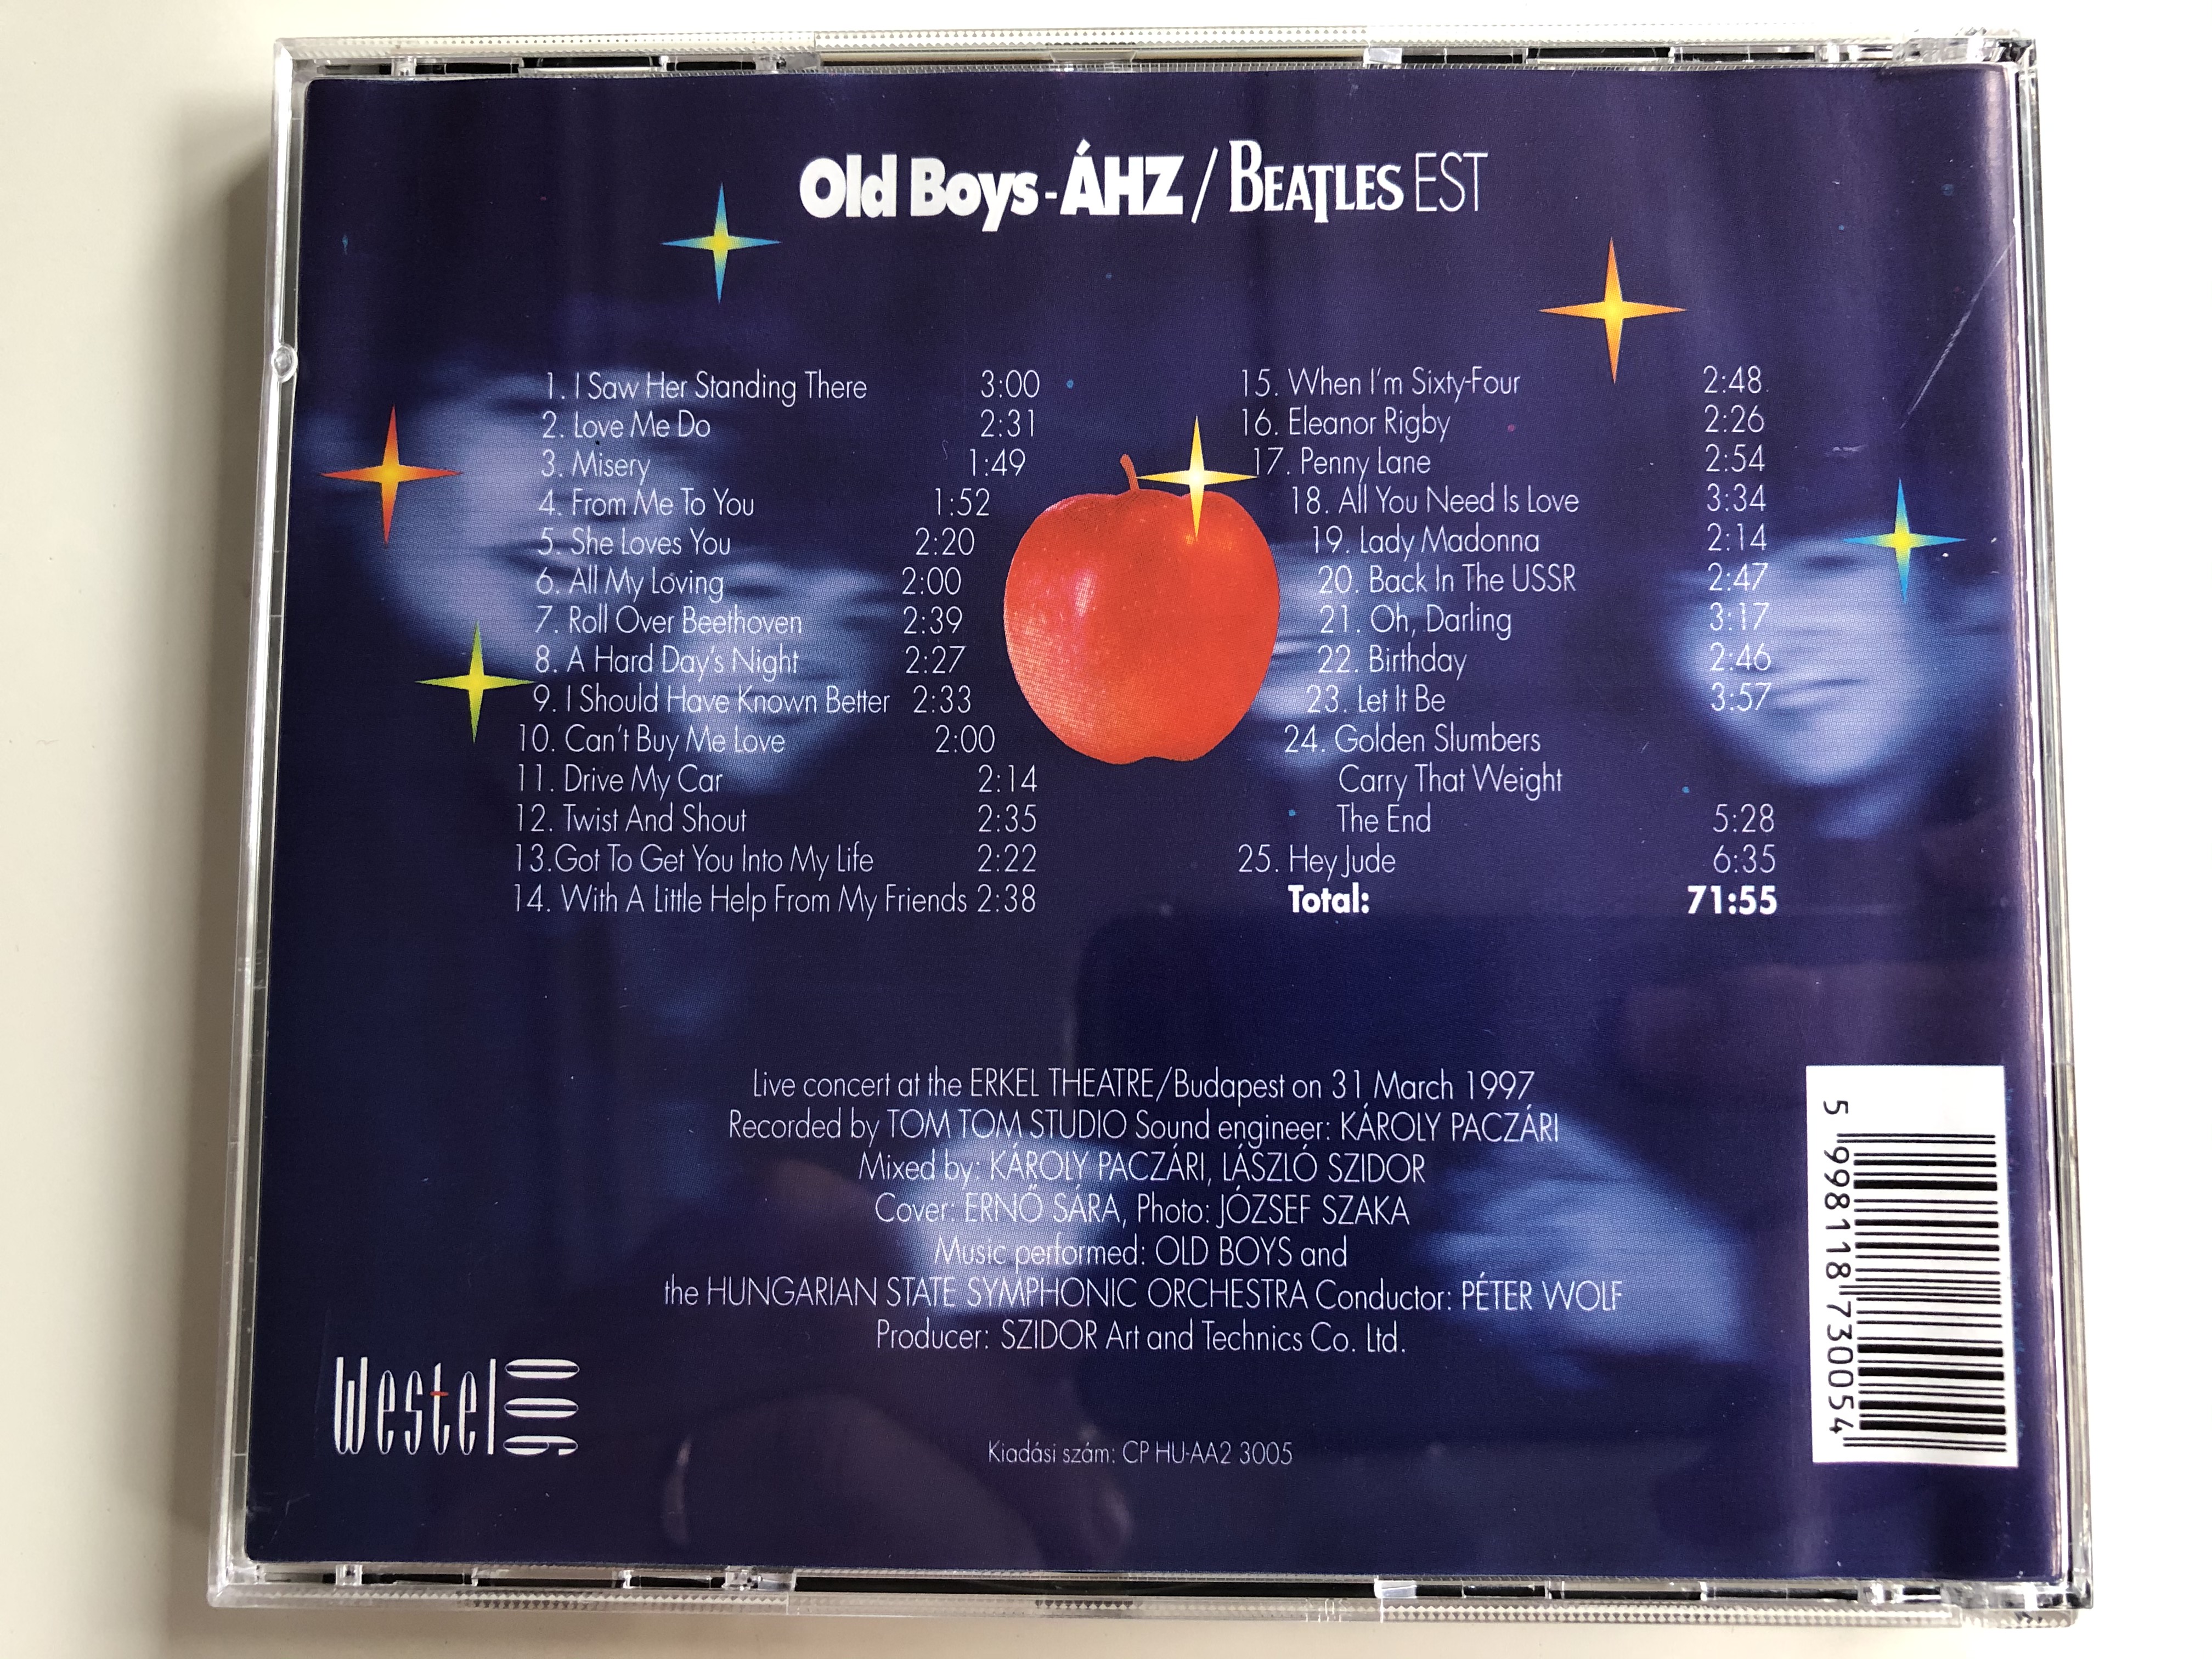 Old Boys-ÁHZ / BEATLES EST
1. I Saw Her Standing There 3:00
2. Love Me Do 2:31
3. Misery 1:49
4. From Me To You 1:52
5. She Loves You 2:20
6. All My Loving 2:00
7. Roll Over Beethoven 2:39
8. A Hard Day's Night 2:27
9. I Should Have Known Better 2:33
10. Can't Buy Me Love 2:00
11. Drive My Car 2:14
12. Twist And Shout 2:35
13.Got To Get You Into My Life 2:22
14. With A Little Help From My Friends 2:38
15. When I'm Sixty-Four 2:48
16. Eleanor Rigby 2:26
17. Penny Lane 2:54
18. All You Need Is Love 3:34
19. Lady Madonna 2:14
20. Back In The USSR 2:47
21. Oh, Darling 3:17
22. Birthday 2:46
23. Let It Be 3:57
24. Golden Slumbers
Carry That Weight
The End 5:28
25. Hey Jude 6:35
Total: 71:55
Live concert at the ERKEL THEATRE/Budapest on 31 March 1997
Recorded by TOM TOM STUDIO Sound engineer: KÁROLY PACZÁRI
Mixed by: KÁROLY PACZÁRI, LÁSZLÓ SZIDOR
Cover: ERNŐ SÁRA, Photo: JÓZSEF SZAKA
Music performed: OLD BOYS and
the HUNGARIAN STATE SYMPHONIC ORCHESTRA Conductor: PÉTER WOLF
Producer: SZIDOR Art and Technics Co. Ltd.
Westel 900
Kiadási szám: CP HU-AA2 3005
5 998118 730054